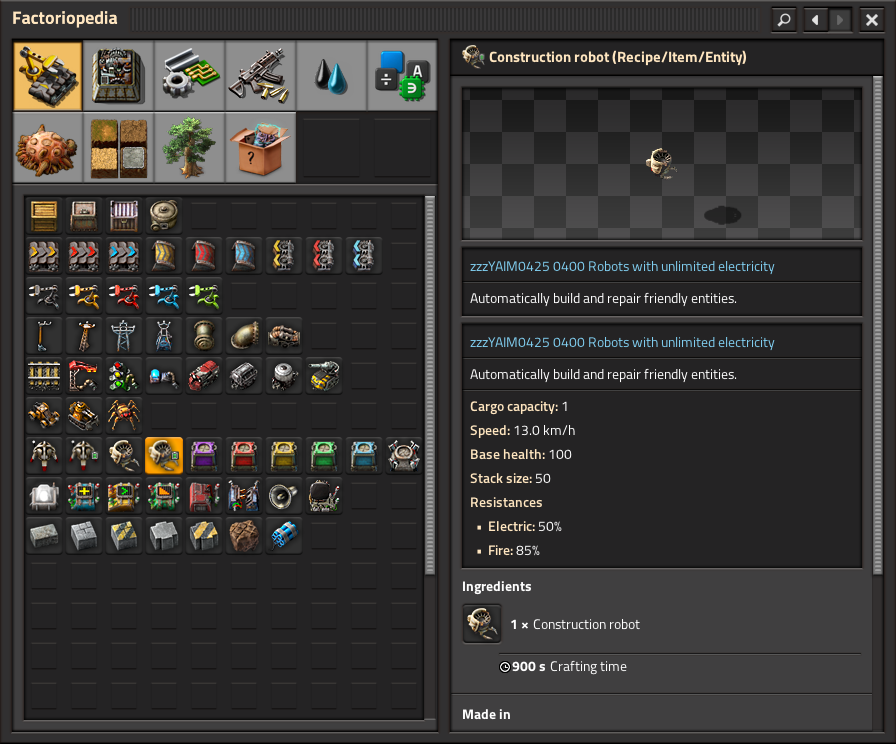 Factoriopedia
Construction robot (Recipe/Item/Entity)
zzzYAIM0425 0400 Robots with unlimited electricity
Automatically build and repair friendly entities.
zzzYAIM0425 0400 Robots with unlimited electricity
Automatically build and repair friendly entities.
Cargo capacity: 1
Speed: 13.0 km/h
Base health: 100
Stack size: 50
Resistances
• Electric: 50%
• Fire: 85%
Ingredients
1 × Construction robot
900 s Crafting time
Made in